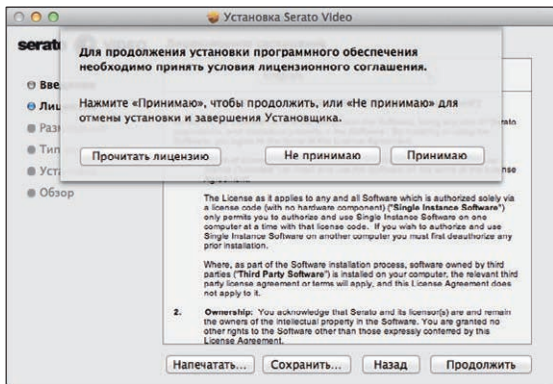 Установка Serato Video
serato
Для продолжения установки программного обеспечения
необходимо принять условия лицензионного соглашения.
Нажмите «Принимаю», чтобы продолжить, или «Не принимаю» для
отмены установки и завершения Установщика.
Прочитать лицензию
Не принимаю
Принимаю
Обзор
The License as it applies to any and all Software which is authorized solely via
a license code (with no hardware component) ("Single Instance Software")
only permits you to authorize and use Single Instance Software on one
computer at a time with that license code. If you wish to authorize and use
Single Instance Software on another computer you must first deauthorize any
prior installation.
Where, as part of the Software installation process, software owned by third
parties ("Third Party Software") is installed on your computer, the relevant third
party license agreement or terms will apply, and this License Agreement does
not apply to it.
2. Ownership: You acknowledge that Serato and its licensor(s) are and remain
the owners of the intellectual property in the Software. You are granted no
other rights to the Software other than those expressly conferred by this
License Agreement.
Напечатать...
Сохранить...
Назад
Продолжить